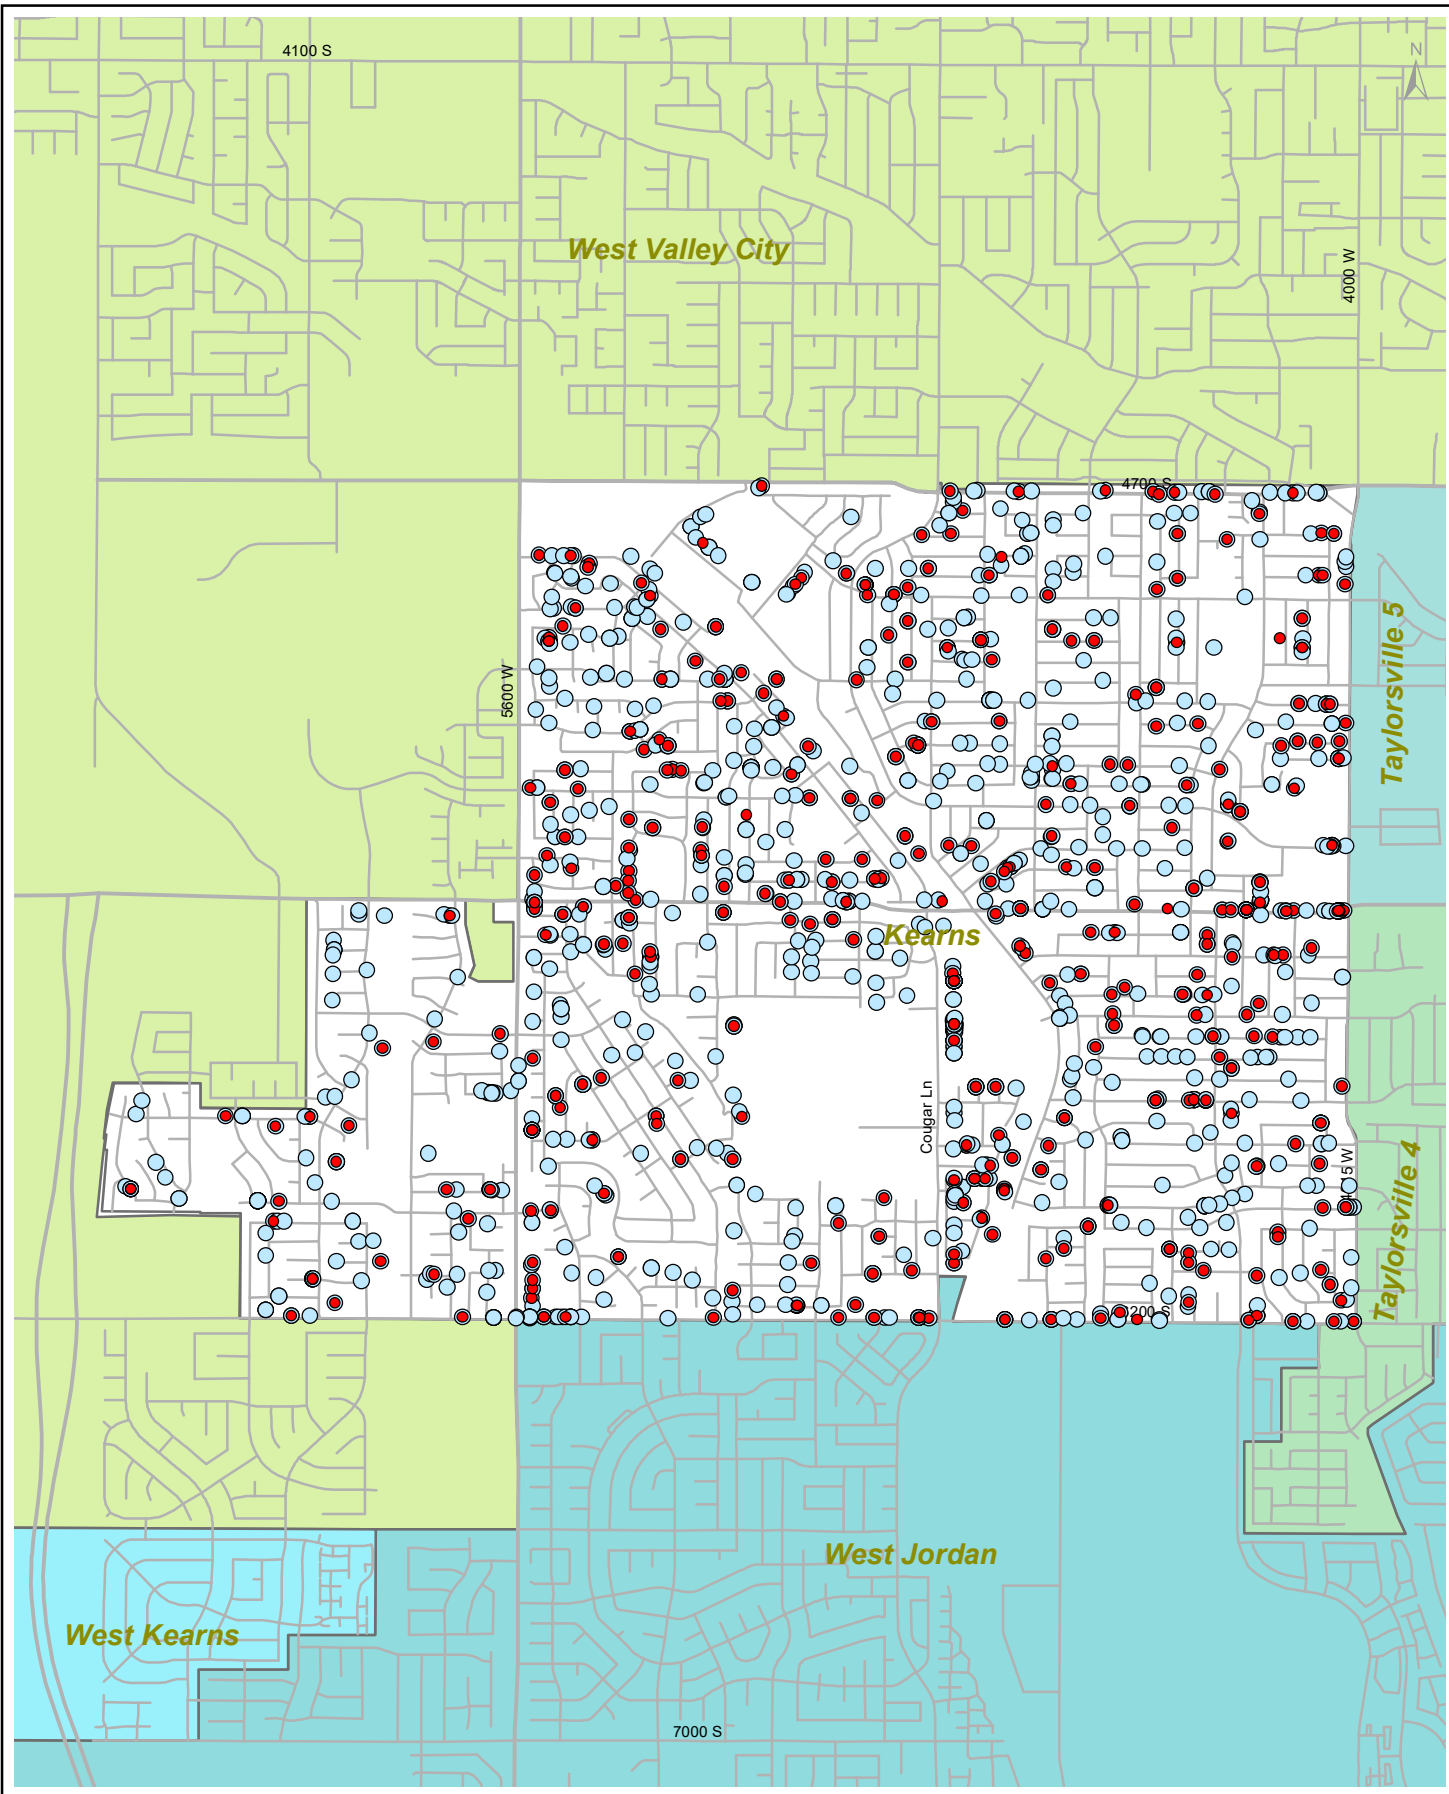 4100 S
N
West Valley City
4000 W
4700 S
Taylorsville 5
5600 W
Kearns
Cougar Ln
Taylorsville 4
200 S
West Jordan
West Kearns
7000 S